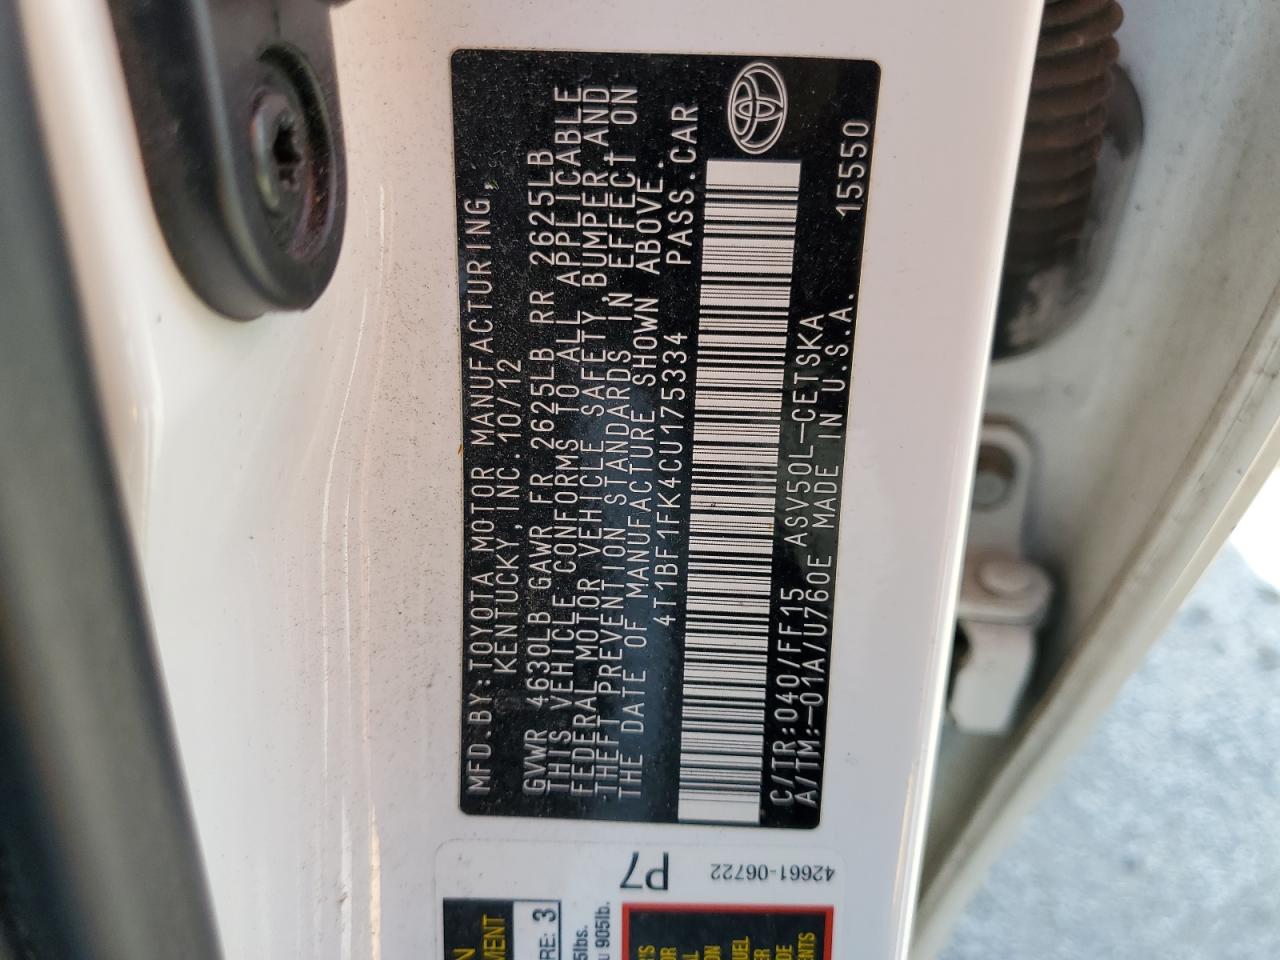 MFD.BY:TOYOTA MOTOR MANUFACTURING,
KENTUCKY, INC. 10/12
GVWR 4630LB GAWR FR 2625LB RR 2625LB
THIS VEHICLE CONFORMS TO ALL APPLICABLE
FEDERAL MOTOR VEHICLE SAFETY, BUMPER, AND
THEFT PREVENTION STANDARDS IN EFFECT ON
THE DATE OF MANUFACTURE SHOWN ABOVE.
4T1BF1FK4CU175334 PASS.CAR
C/TR:040/FF15 ASV50L-CETSKA
A/TM:-01A/U760E MADE IN U.S.A. 15550
P7
42661-06722
RE: 3
905lb.